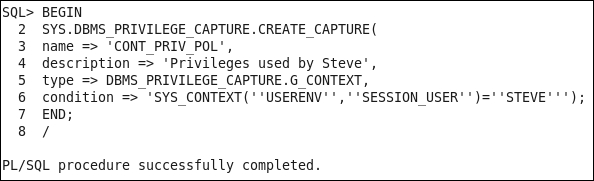 SQL> BEGIN
  2  SYS.DBMS_PRIVILEGE_CAPTURE.CREATE_CAPTURE(
  3  name => 'CONT_PRIV_POL',
  4  description => 'Privileges used by Steve',
  5  type => DBMS_PRIVILEGE_CAPTURE.G_CONTEXT,
  6  condition => 'SYS_CONTEXT(''USERENV'',''SESSION_USER'')=''STEVE''');
  7  END;
  8  /
PL/SQL procedure successfully completed.